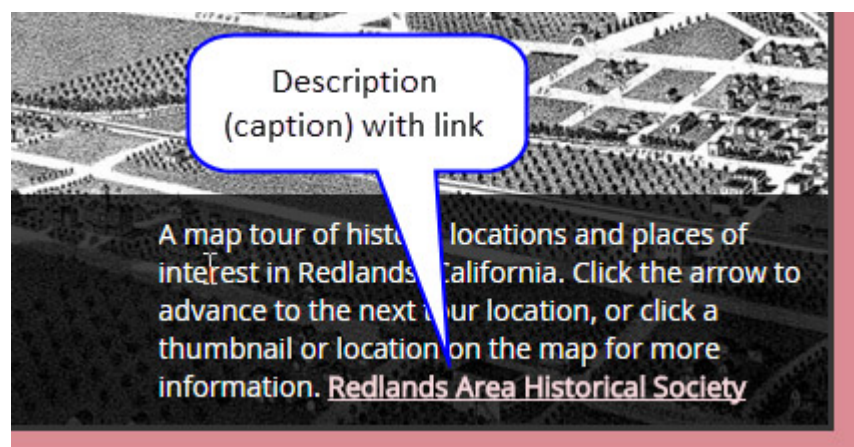 CITRUS
Description
(caption) with link
A map tour of locations and places of
interest in Redlands California. Click the arrow to
advance to the next location, or click a
thumbnail or location on the map for more
information. Redlands Area Historical Society